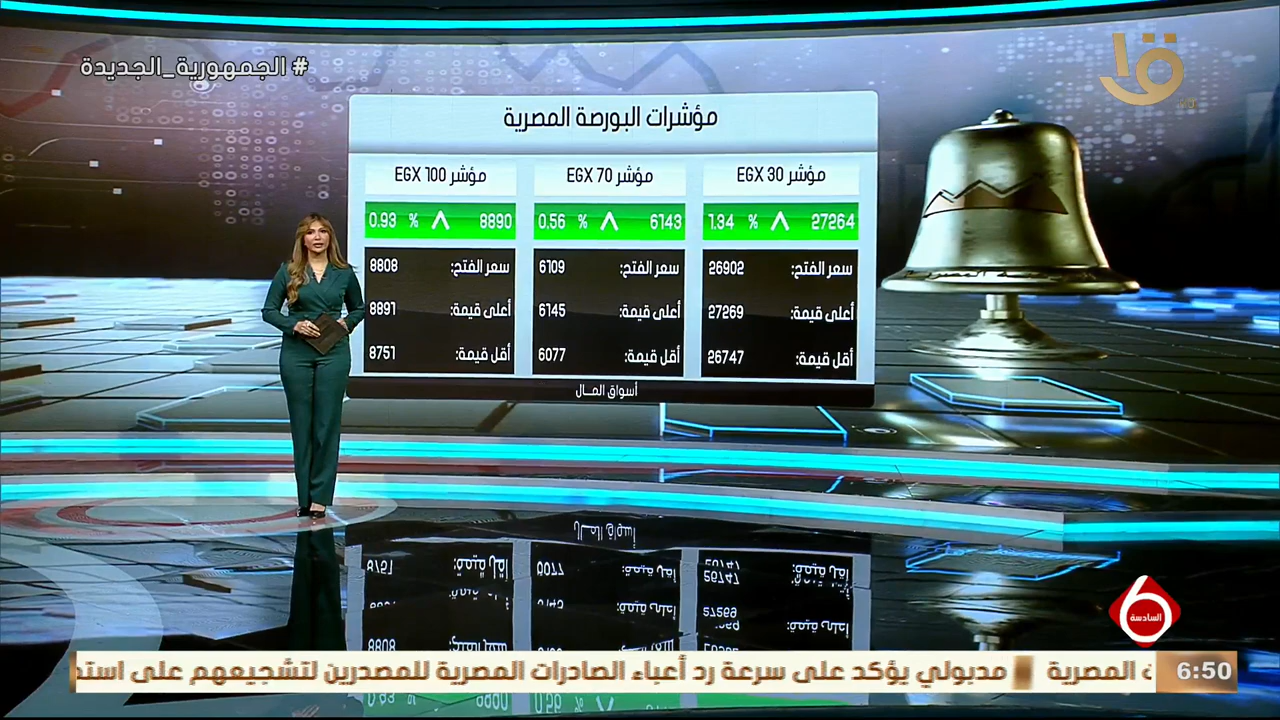 # الجمهورية_الجديدة
مؤشرات البورصة المصرية
مؤشر EGX 30
27264 % 1.34
سعر الفتح: 26902
أعلى قيمة: 27269
أقل قيمة: 26747
مؤشر EGX 70
6143 % 0.56
سعر الفتح: 6109
أعلى قيمة: 6145
أقل قيمة: 6077
مؤشر EGX 100
8890 % 0.93
سعر الفتح: 8808
أعلى قيمة: 8891
أقل قيمة: 8751
أسواق المـال
6
السادسة
6:50
المصرية مدبولي يؤكد على سرعة رد أعباء الصادرات المصرية للمصدرين لتشجيعهم على